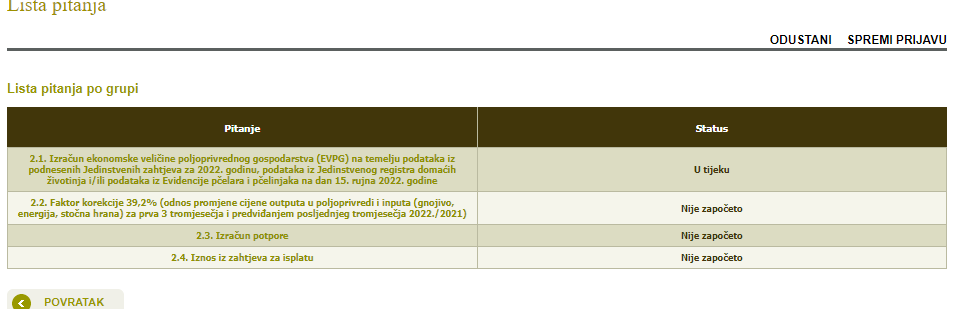 Lista pitanja
ODUSTANI SPREMI PRIJAVU
Lista pitanja po grupi
Pitanje Status
2.1. Izračun ekonomske veličine poljoprivrednog gospodarstva (EVPG) na temelju podataka iz
podnesenih Jedinstvenih zahtjeva za 2022. godinu, podataka iz Jedinstvenog registra domaćih
životinja i/ili podataka iz Evidencije pčelara i pčelinjaka na dan 15. rujna 2022. godine
U tijeku
2.2. Faktor korekcije 39,2% (odnos promjene cijene outputa u poljoprivredi i inputa (gnojivo,
energija, stočna hrana) za prva 3 tromjesečja i predviđanjem posljednjeg tromjesečja 2022./2021)
Nije započeto
2.3. Izračun potpore Nije započeto
2.4. Iznos iz zahtjeva za isplatu Nije započeto
POVRATAK